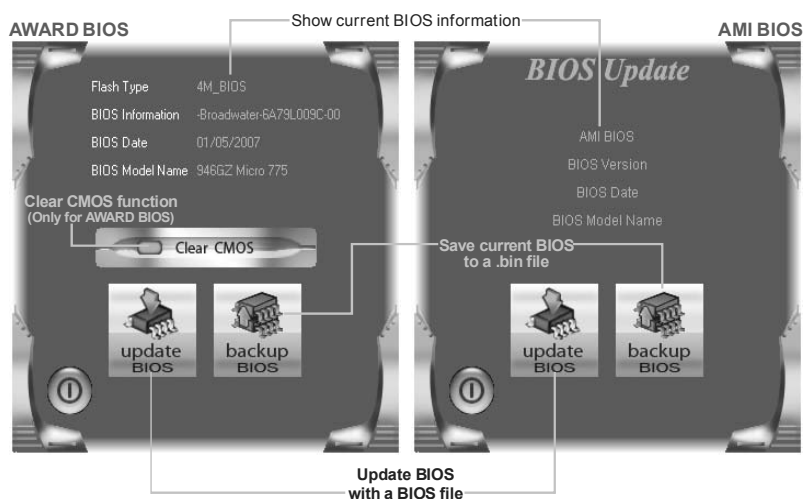 Show current BIOS information
AWARD BIOS
AMI BIOS
BIOS Update
Flash Type 4M_BIOS
BIOS Information -Broadwater-6A79L009C-00
BIOS Date 01/05/2007
BIOS Model Name 946GZ Micro 775
AMI BIOS
BIOS Version
BIOS Date
BIOS Model Name
Clear CMOS function
(Only for AWARD BIOS)
Clear CMOS
Save current BIOS
to a .bin file
update
BIOS
backup
BIOS
update
BIOS
backup
BIOS
Update BIOS
with a BIOS file